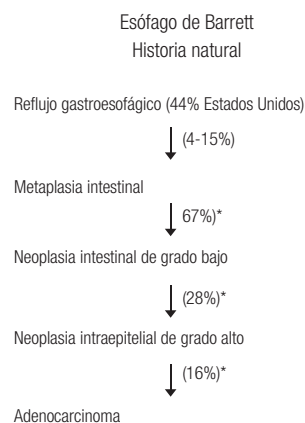 Esófago de Barrett
Historia natural
Reflujo gastroesofágico (44% Estados Unidos)
(4-15%)
Metaplasia intestinal
67%)*
Neoplasia intestinal de grado bajo
(28%)*
Neoplasia intraepitelial de grado alto
(16%)*
Adenocarcinoma